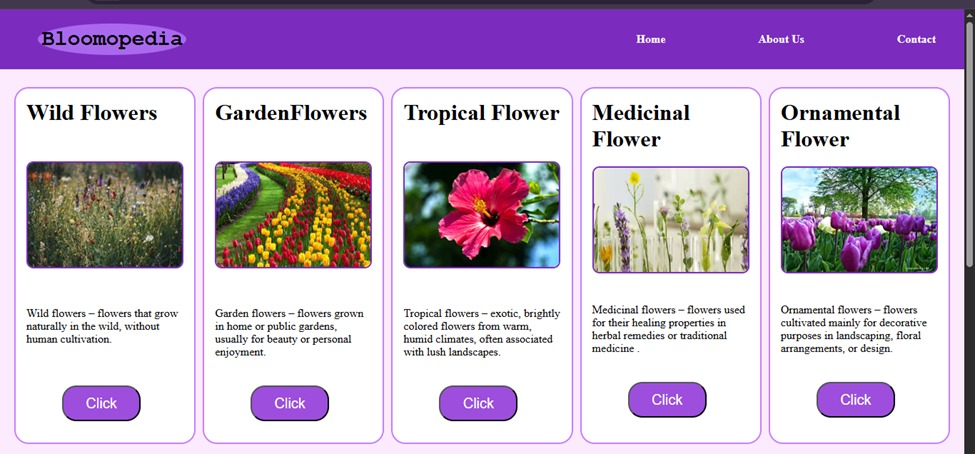 Bloomopedia
Home
About Us
Contact
Wild Flowers
Wild flowers – flowers that grow
naturally in the wild, without
human cultivation.
Click
GardenFlowers
Garden flowers – flowers grown
in home or public gardens,
usually for beauty or personal
enjoyment.
Click
Tropical Flower
Tropical flowers – exotic, brightly
colored flowers from warm,
humid climates, often associated
with lush landscapes.
Click
Medicinal
Flower
Medicinal flowers – flowers used
for their healing properties in
herbal remedies or traditional
medicine .
Click
Ornamental
Flower
Ornamental flowers – flowers
cultivated mainly for decorative
purposes in landscaping, floral
arrangements, or design.
Click